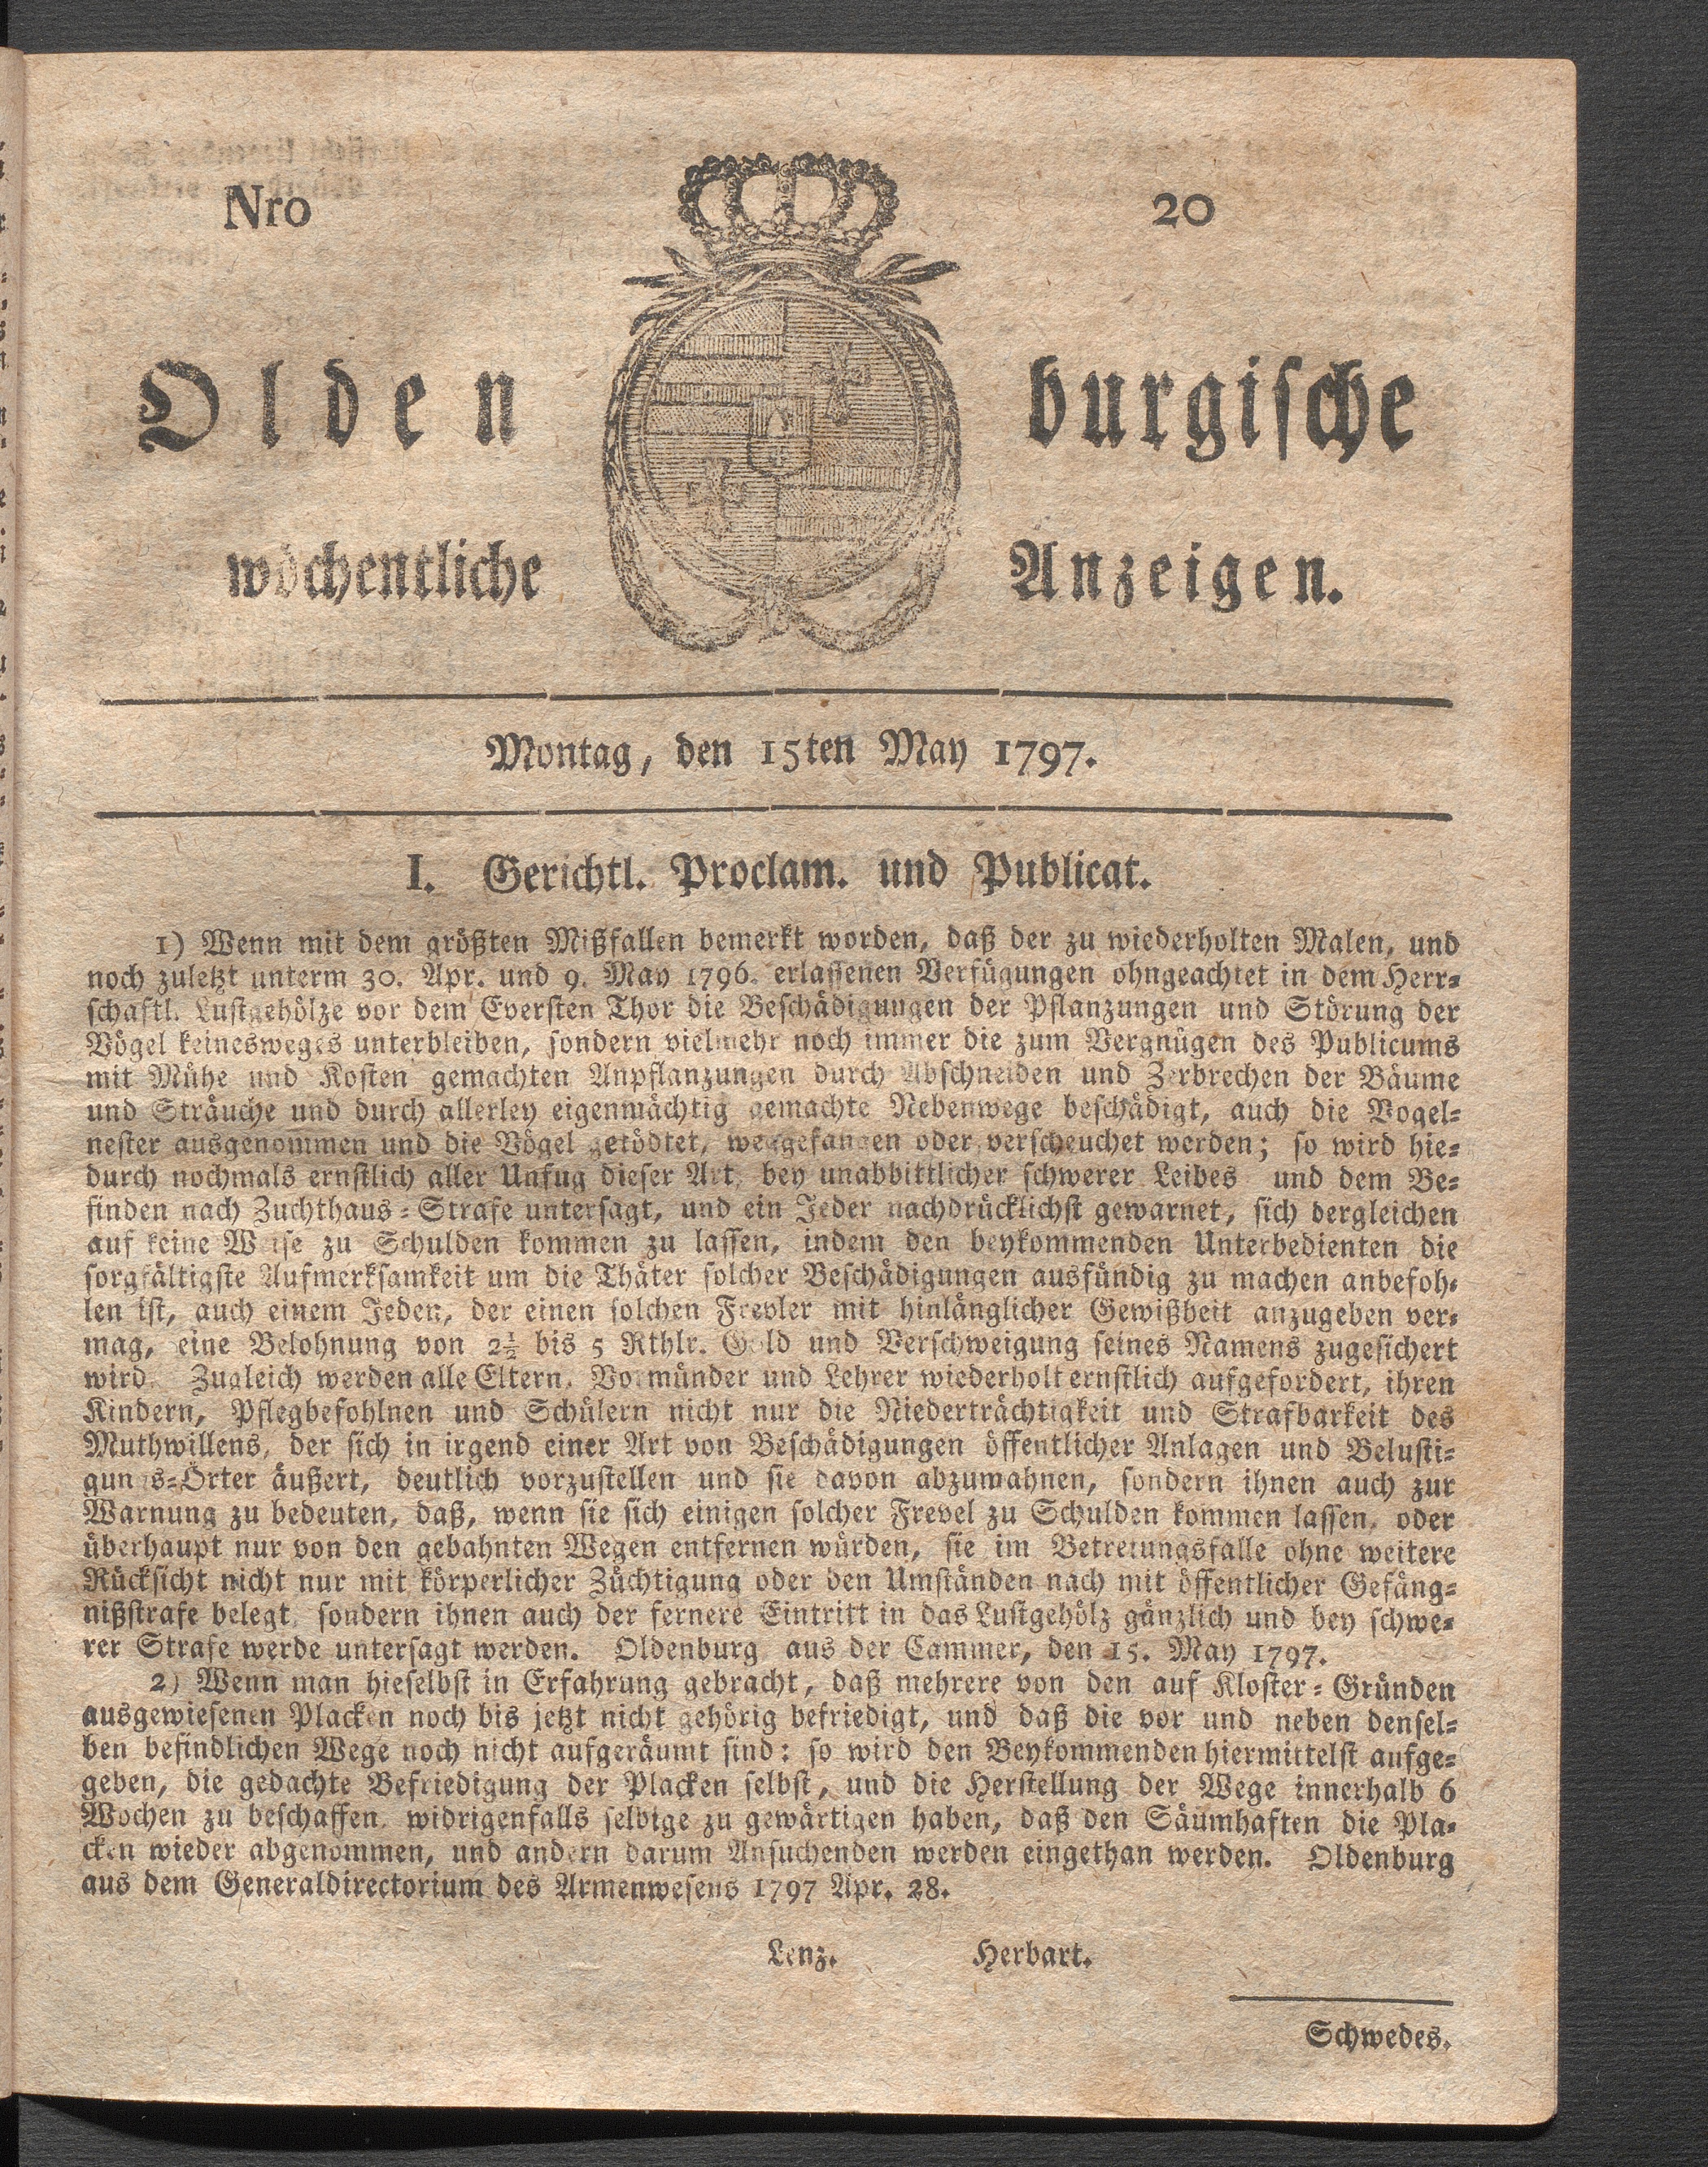 Nro 20
Olden burgische
wöchentliche Anzeigen.
Montag, den 15ten May 1797.
I. Gerichtl. Proclam. und Publicat.
1) Wenn mit dem größten Mißfallen bemerkt worden, daß der zu wiederholten Malen, und
noch zuletzt unterm 30. Apr. und 9. May 1796. erlassenen Verfügungen ohngeachtet in dem Herr⸗
schaftl. Lustgehölze vor dem Eversten Thor die Beschädigungen der Pflanzungen und Störung der
Vögel keinesweges unterbleiben, sondern vielmehr noch immer die zum Vergnügen des Publicums
mit Mühe und Kosten gemachten Anpflanzungen durch Abschneiden und Zerbrechen der Bäume
und Sträuche und durch allerley eigenmächtig gemachte Nebenwege beschädigt, auch die Vogel⸗
nester ausgenommen und die Vögel getödtet, weggefangen oder verscheuchet werden; so wird hie⸗
durch nochmals ernstlich aller Unfug dieser Art, bey unabbittlicher schwerer Leibes und dem Be⸗
finden nach Zuchthaus⸗Strafe untersagt, und ein Jeder nachdrücklichst gewarnet, sich dergleichen
auf keine Weise zu Schulden kommen zu lassen, indem den beykommenden Unterbedienten die
sorgfältigste Aufmerksamkeit um die Thäter solcher Beschädigungen ausfündig zu machen anbefoh⸗
len ist, auch einem Jeden, der einen solchen Frevler mit hinlänglicher Gewißheit anzugeben ver⸗
mag, eine Belohnung von 2½ bis 5 Rthlr. Gold und Verschweigung seines Namens zugesichert
wird. Zugleich werden alle Eltern, Vormünder und Lehrer wiederholt ernstlich aufgefordert, ihren
Kindern, Pflegbefohlnen und Schülern nicht nur die Niederträchtigkeit und Strafbarkeit des
Muthwillens, der sich in irgend einer Art von Beschädigungen öffentlicher Anlagen und Belusti⸗
gungs⸗Örter äußert, deutlich vorzustellen und sie davon abzumahnen, sondern ihnen auch zur
Warnung zu bedeuten, daß, wenn sie sich einigen solcher Frevel zu Schulden kommen lassen, oder
überhaupt nur von den gebahnten Wegen entfernen würden, sie im Betretungsfalle ohne weitere
Rücksicht nicht nur mit körperlicher Züchtigung oder den Umständen nach mit öffentlicher Gefäng⸗
nißstrafe belegt, sondern ihnen auch der fernere Eintritt in das Lustgehölz gänzlich und bey schwe⸗
rer Strafe werde untersagt werden. Oldenburg aus der Cammer, den 15. May 1797.
2) Wenn man hieselbst in Erfahrung gebracht, daß mehrere von den auf Kloster⸗Gründen
ausgewiesenen Placken noch bis jetzt nicht gehörig befriedigt, und daß die vor und neben densel⸗
ben befindlichen Wege noch nicht aufgeräumt sind: so wird den Beykommenden hiermittelst aufge⸗
geben, die gedachte Befriedigung der Placken selbst, und die Herstellung der Wege innerhalb 6
Wochen zu beschaffen, widrigenfalls selbige zu gewärtigen haben, daß den Säumhaften die Pla⸗
cken wieder abgenommen, und andern darum Ansuchenden werden eingethan werden. Oldenburg
aus dem Generaldirectorium des Armenwesens 1797 Apr. 28.
Lenz. Herbart.
Schwedes.